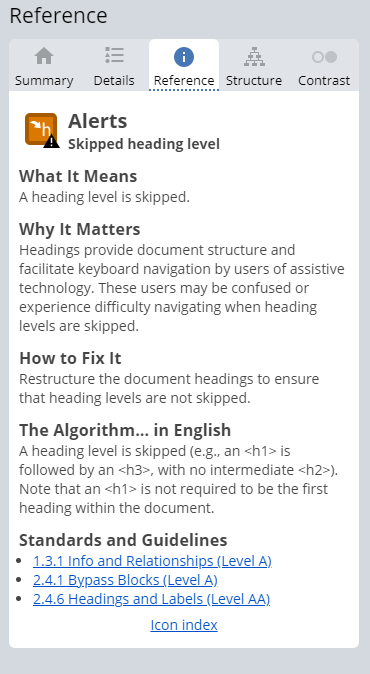 Reference
Summary Details Reference Structure Contrast
h
Alerts
Skipped heading level
What It Means
A heading level is skipped.
Why It Matters
Headings provide document structure and
facilitate keyboard navigation by users of assistive
technology. These users may be confused or
experience difficulty navigating when heading
levels are skipped.
How to Fix It
Restructure the document headings to ensure
that heading levels are not skipped.
The Algorithm... in English
A heading level is skipped (e.g., an <h1> is
followed by an <h3>, with no intermediate <h2>).
Note that an <h1> is not required to be the first
heading within the document.
Standards and Guidelines
• 1.3.1 Info and Relationships (Level A)
• 2.4.1 Bypass Blocks (Level A)
• 2.4.6 Headings and Labels (Level AA)
Icon index